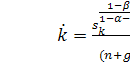 k̇ = s_k^{(1-β)/(1-α-
(n+g